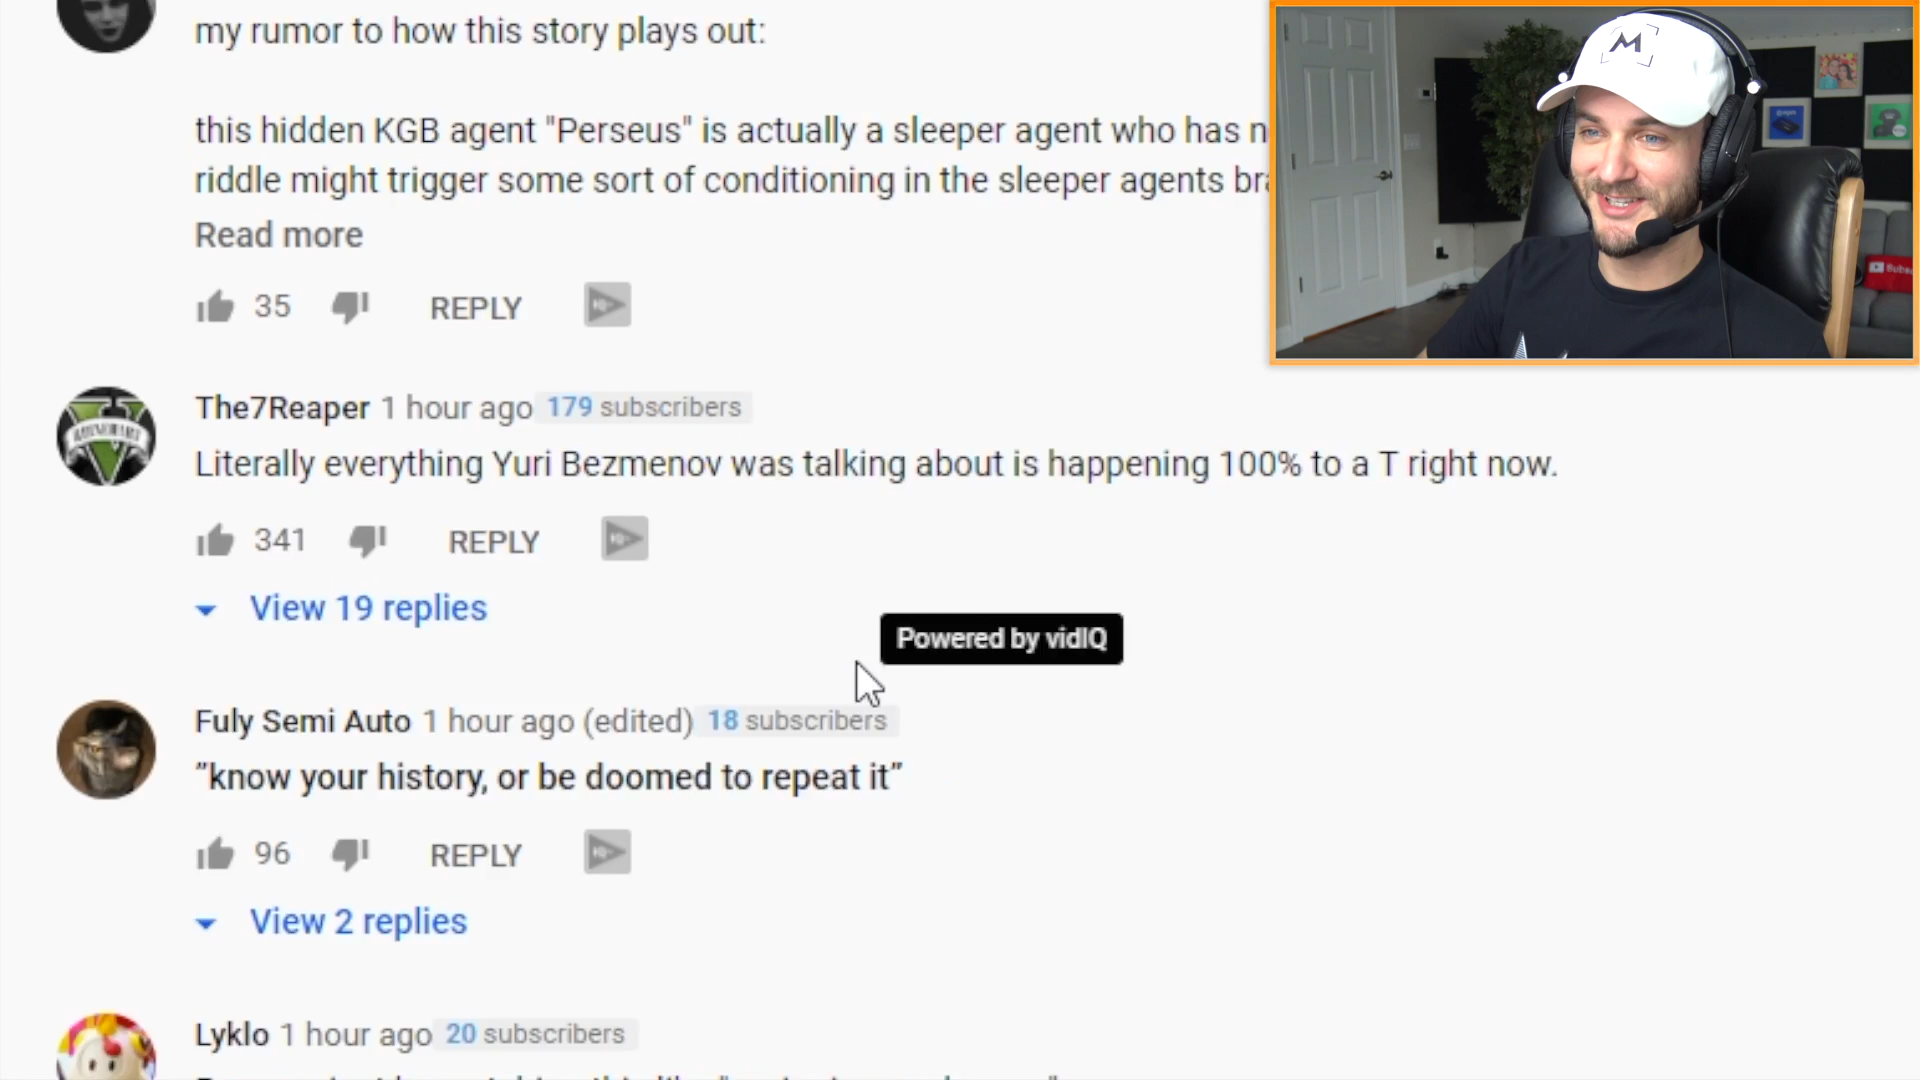 my rumor to how this story plays out:
this hidden KGB agent "Perseus" is actually a sleeper agent who has n
riddle might trigger some sort of conditioning in the sleeper agents bra
Read more
35 REPLY
The7Reaper 1 hour ago 179 subscribers
Literally everything Yuri Bezmenov was talking about is happening 100% to a T right now.
341 REPLY
View 19 replies
Powered by vidIQ
Fuly Semi Auto 1 hour ago (edited) 18 subscribers
"know your history, or be doomed to repeat it"
96 REPLY
View 2 replies
Lyklo 1 hour ago 20 subscribers
M
Subs